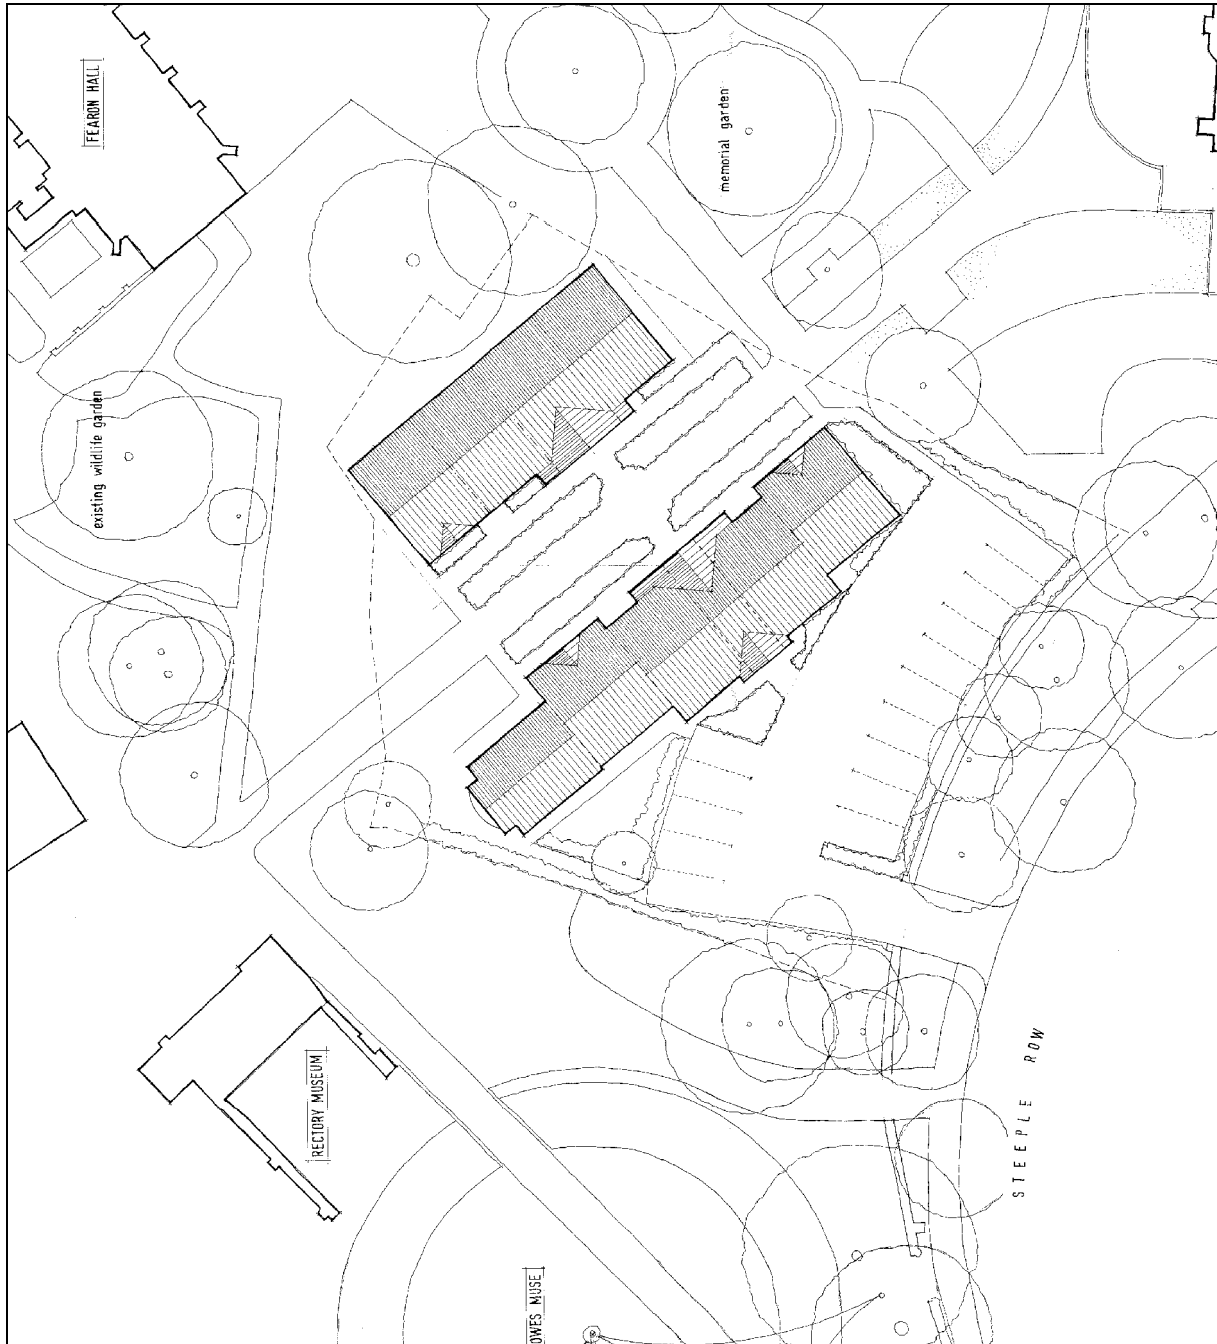 FEARON HALL
memorial garden
existing wildlife garden
RECTORY MUSEUM
STEEPLE ROW
OWES MUSE